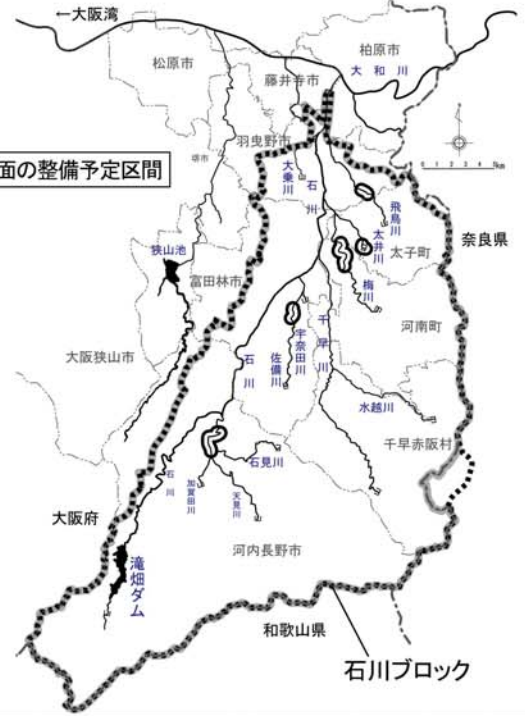 ←大阪湾
柏原市
松原市
大和川
藤井寺市
羽曳野市
堺市
面の整備予定区間
大乗川
石川
飛鳥川
太井川
太子町
奈良県
狭山池
富田林市
梅川
河南町
千早川
宇奈田川
佐備川
石川
大阪狭山市
水越川
千早赤阪村
石見川
石川
加賀田川
天見川
大阪府
河内長野市
滝畑ダム
和歌山県
石川ブロック